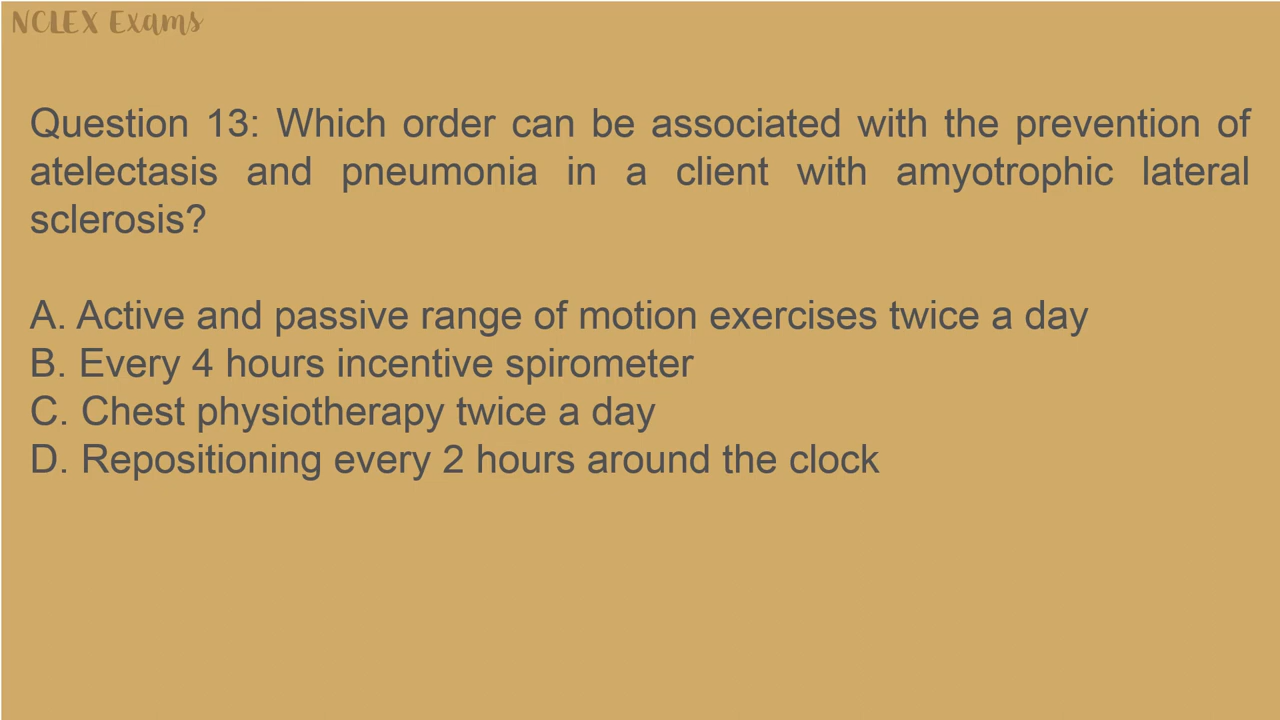 NCLEX Exams
Question 13: Which order can be associated with the prevention of
atelectasis and pneumonia in a client with amyotrophic lateral
sclerosis?
A. Active and passive range of motion exercises twice a day
B. Every 4 hours incentive spirometer
C. Chest physiotherapy twice a day
D. Repositioning every 2 hours around the clock